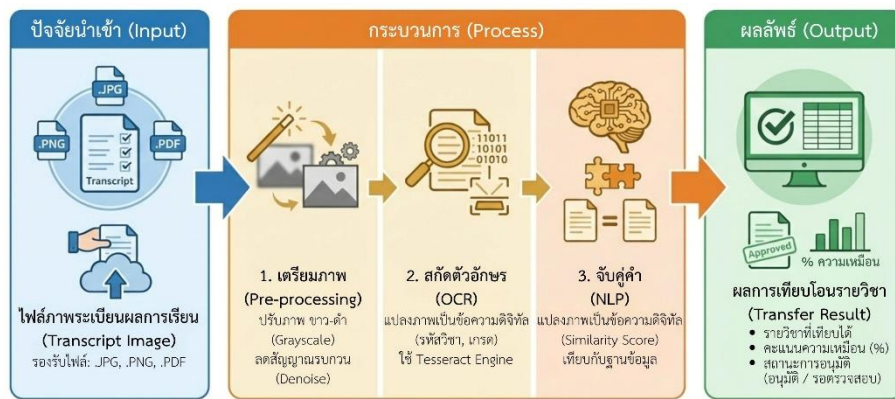 ปัจจัยนำเข้า (Input)
.JPG
.PNG
.PDF
Transcript
ไฟล์ภาพระเบียนผลการเรียน
(Transcript Image)
รองรับไฟล์: .JPG, .PNG, .PDF
กระบวนการ (Process)
1. เตรียมภาพ
(Pre-processing)
ปรับภาพ ขาว-ดำ
(Grayscale)
ลดสัญญาณรบกวน
(Denoise)
11011
10101
01010
2. สกัดตัวอักษร
(OCR)
แปลงภาพเป็นข้อความดิจิทัล
(รหัสวิชา, เกรด)
ใช้ Tesseract Engine
3. จับคู่คำ
(NLP)
แปลงภาพเป็นข้อความดิจิทัล
(Similarity Score)
เทียบกับฐานข้อมูล
ผลลัพธ์ (Output)
Approved
% ความเหมือน
ผลการเทียบโอนรายวิชา
(Transfer Result)
• รายวิชาที่เทียบได้
• คะแนนความเหมือน (%)
• สถานะการอนุมัติ
(อนุมัติ / รอตรวจสอบ)